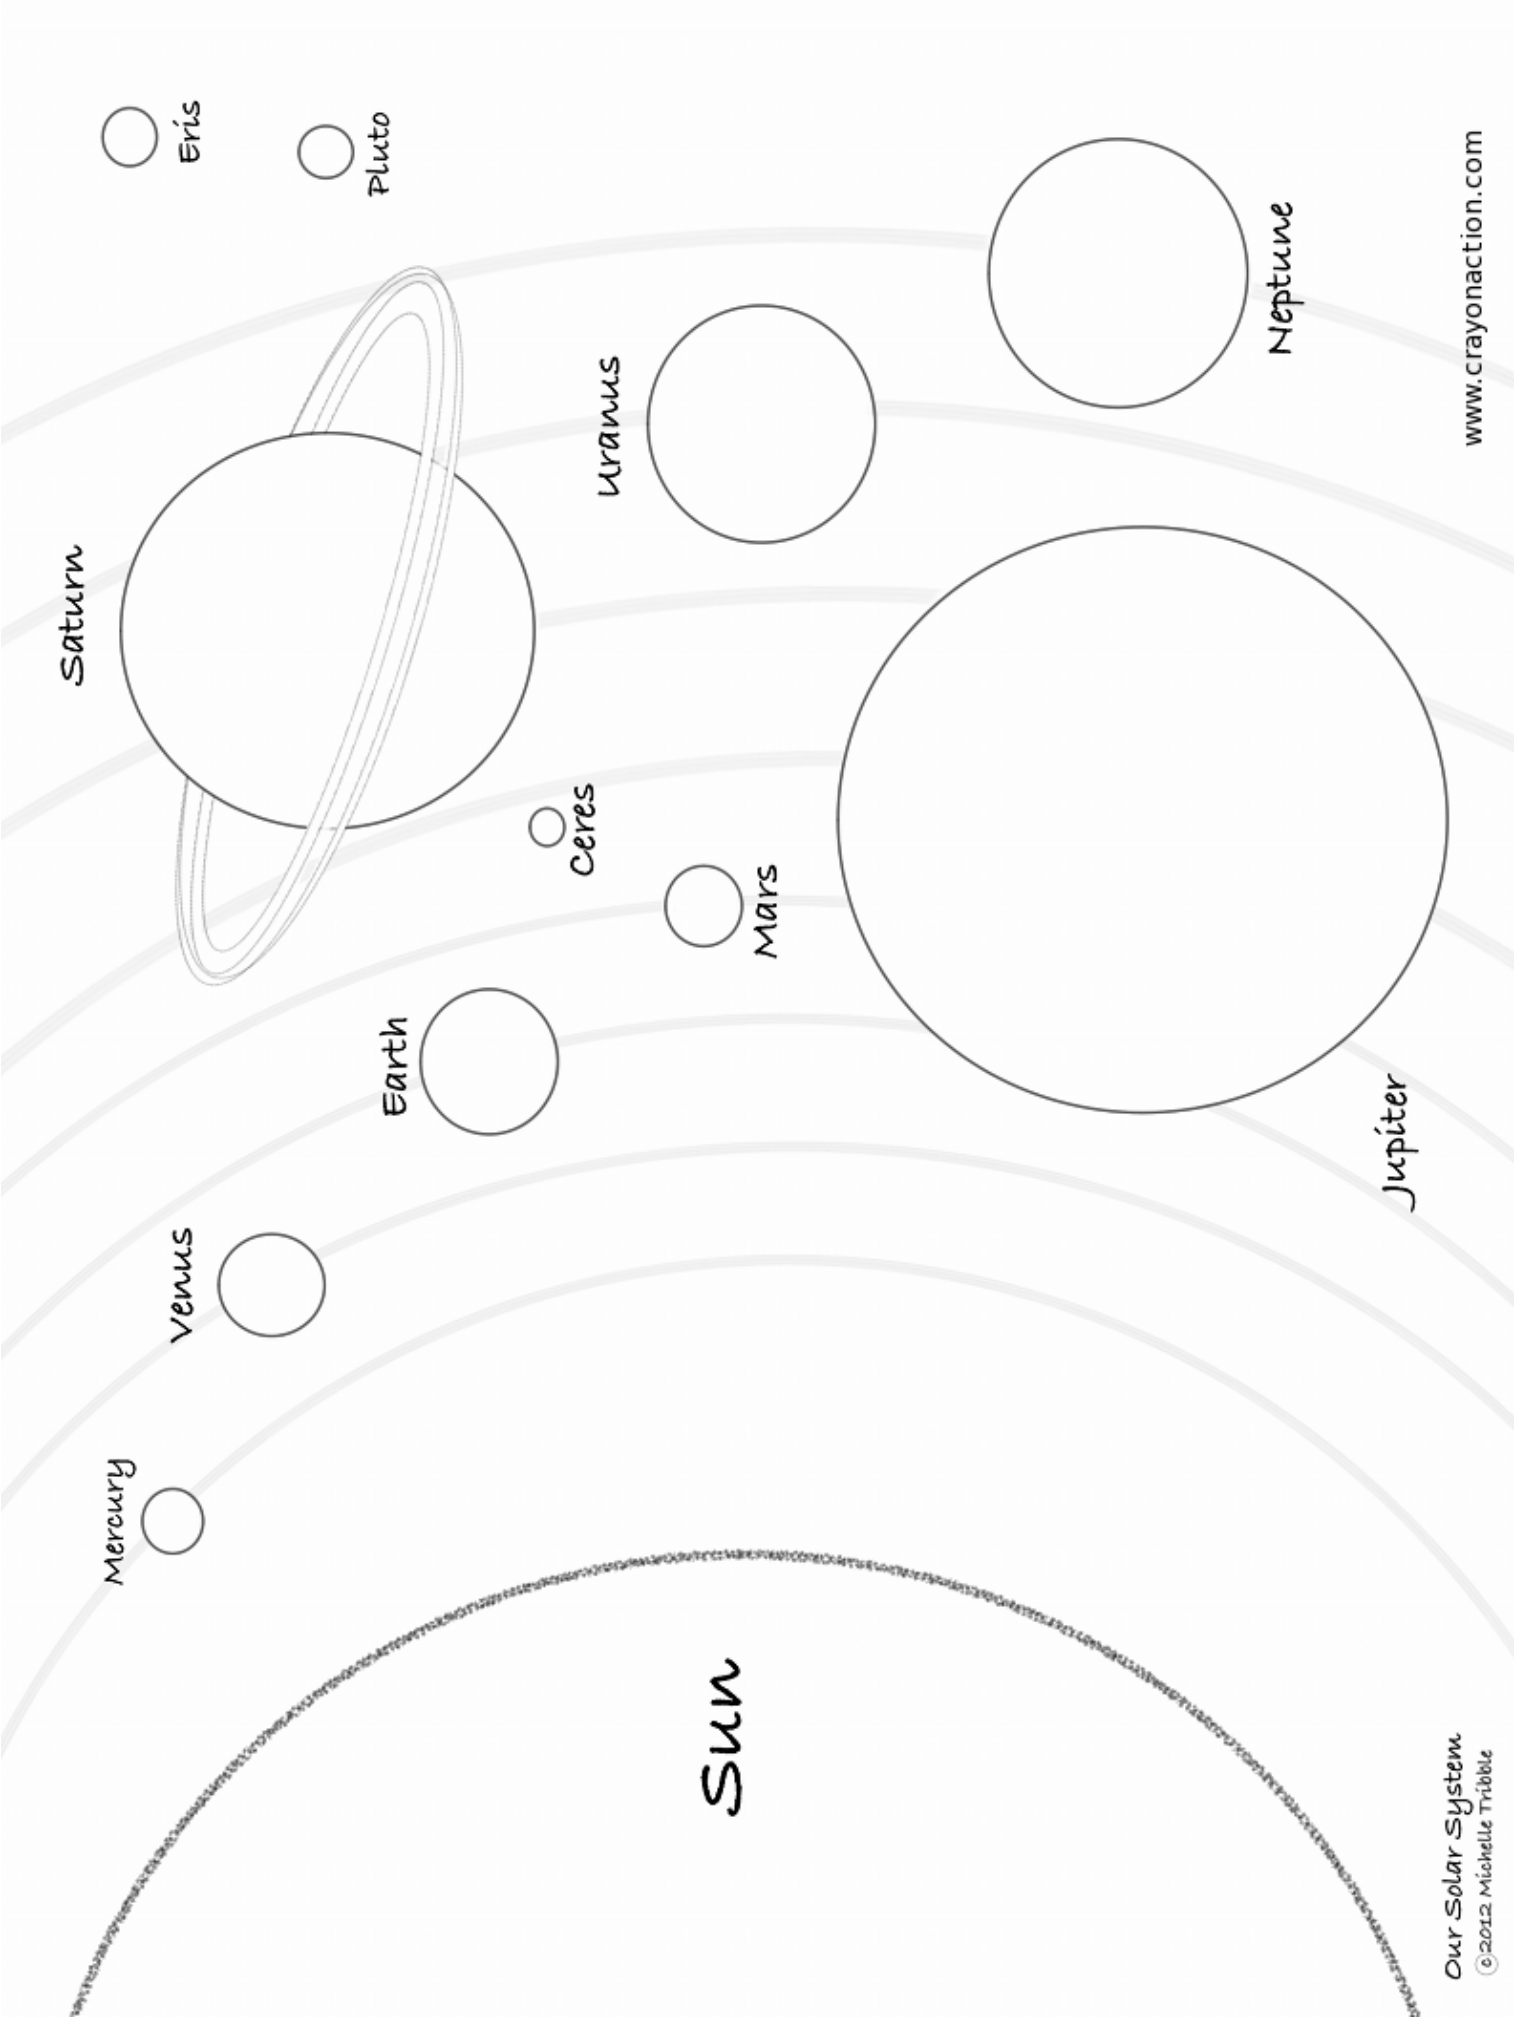 Sun
Mercury
Venus
Earth
Mars
Ceres
Jupiter
Saturn
Uranus
Neptune
Pluto
Eris
Our Solar System
©2012 Michelle Tribble
www.crayonaction.com